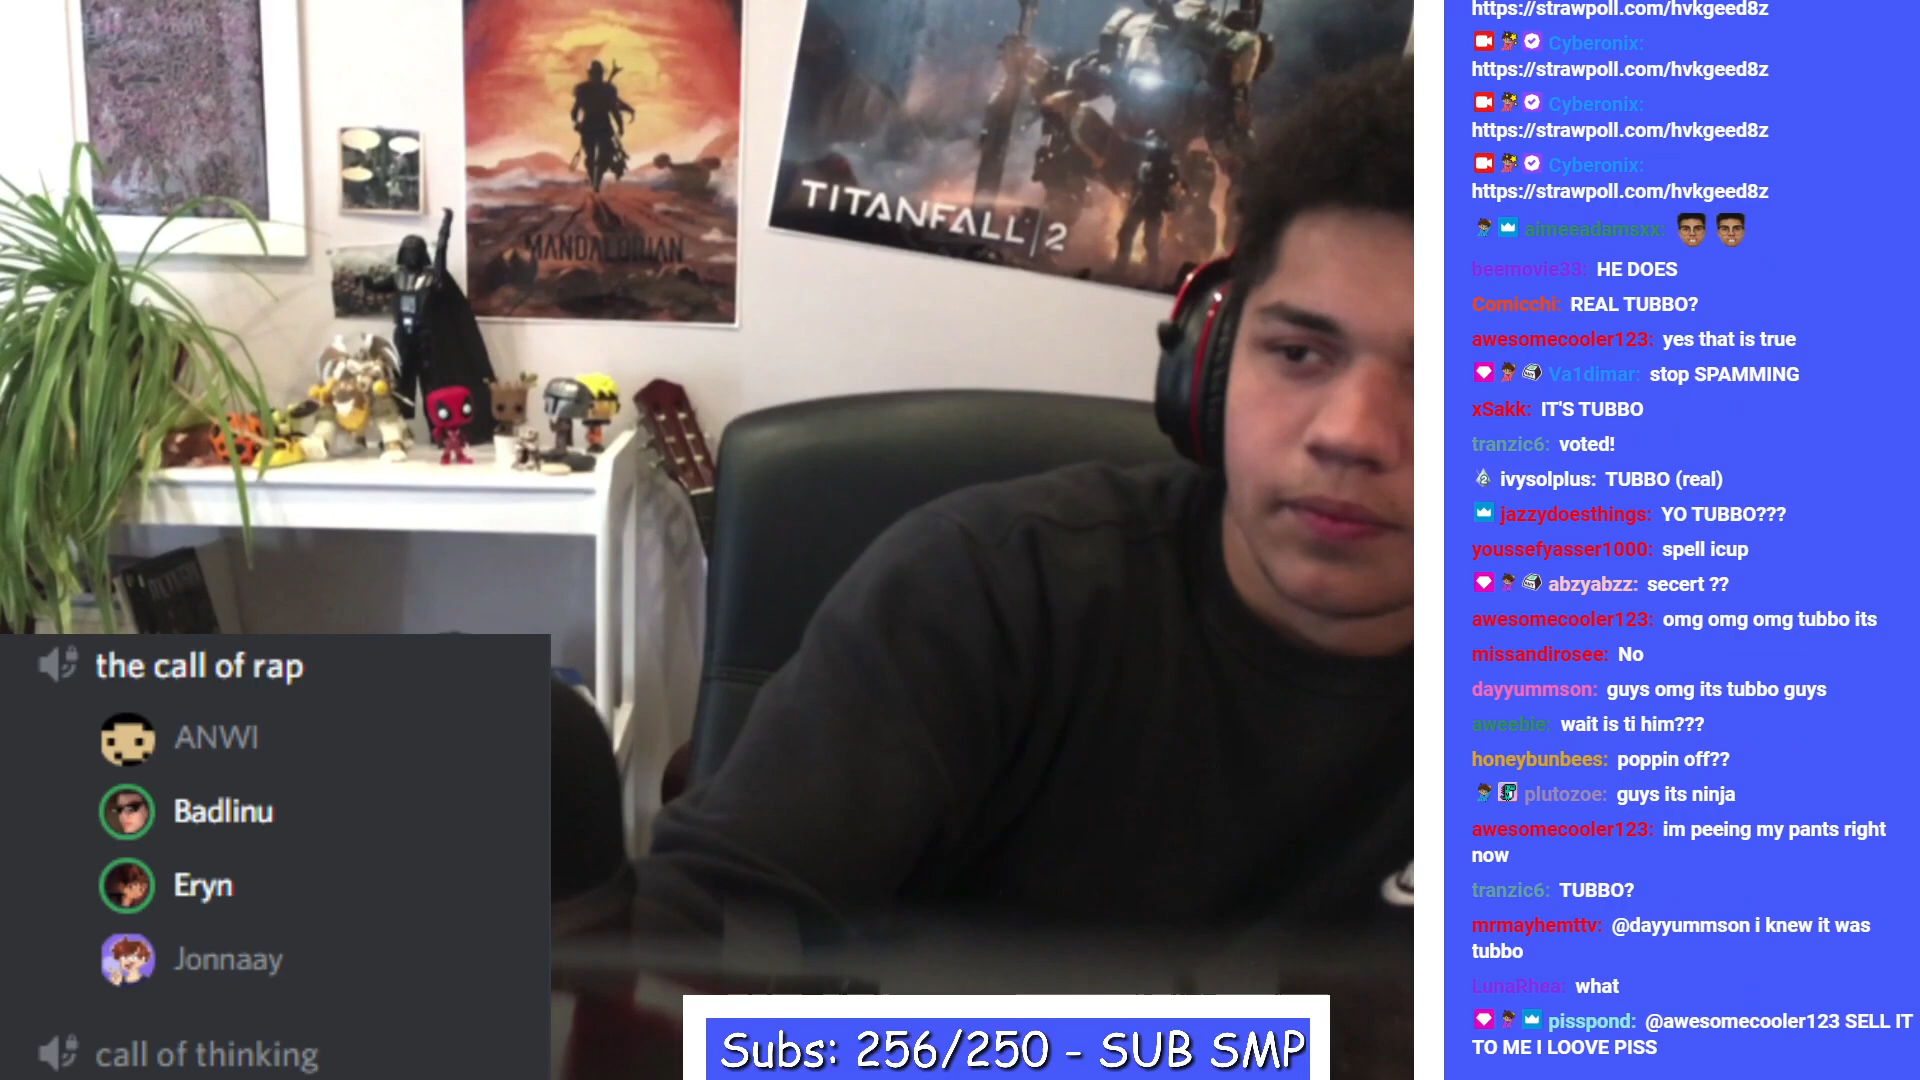 MANDALORIAN
TITANFALL 2
the call of rap
ANWI
Badlinu
Eryn
Jonnaay
call of thinking
Subs: 256/250 - SUB SMP
https://strawpoll.com/hvkgeed8z
Cyberonix:
https://strawpoll.com/hvkgeed8z
Cyberonix:
https://strawpoll.com/hvkgeed8z
Cyberonix:
https://strawpoll.com/hvkgeed8z
aimeeadamsxx:
beemovie33: HE DOES
Comicchi: REAL TUBBO?
awesomecooler123: yes that is true
Va1dimar: stop SPAMMING
xSakk: IT'S TUBBO
tranzic6: voted!
ivysolplus: TUBBO (real)
jazzydoesthings: YO TUBBO???
youssefyasser1000: spell icup
abzyabzz: secert ??
awesomecooler123: omg omg omg tubbo its
missandirosee: No
dayyummson: guys omg its tubbo guys
aweebie: wait is ti him???
honeybunbees: poppin off??
plutozoe: guys its ninja
awesomecooler123: im peeing my pants right
now
tranzic6: TUBBO?
mrmayhemttv: @dayyummson i knew it was
tubbo
LunaRhea: what
pisspond: @awesomecooler123 SELL IT
TO ME I LOOVE PISS